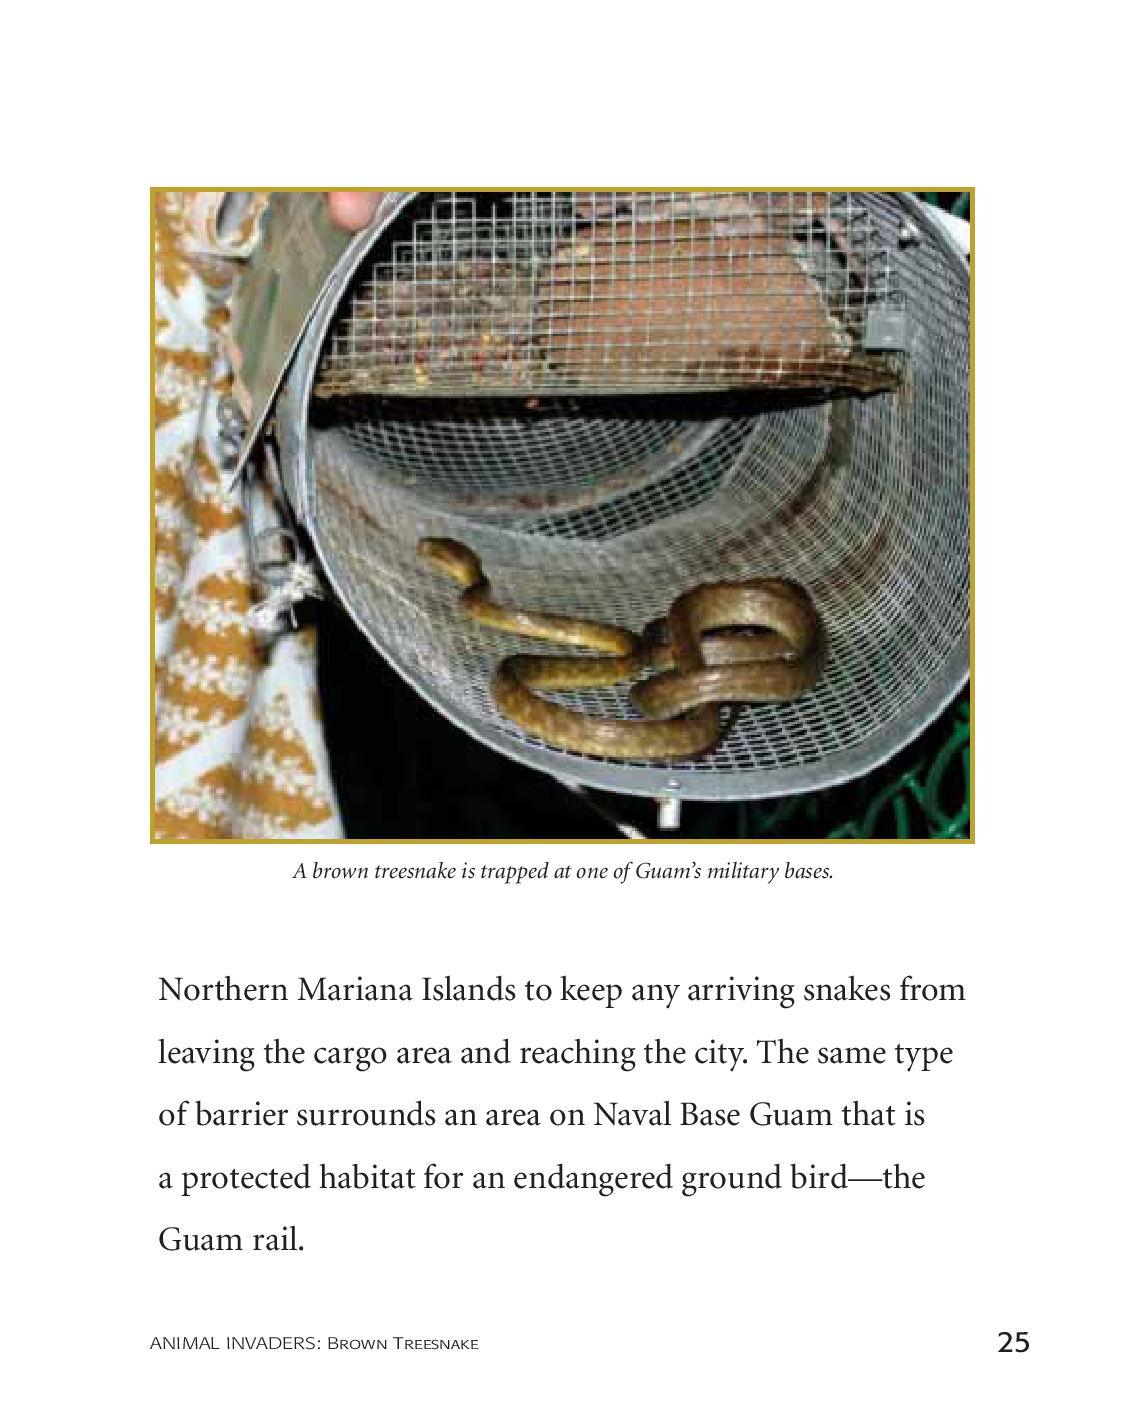 A brown treesnake is trapped at one of Guam’s military bases.
Northern Mariana Islands to keep any arriving snakes from
leaving the cargo area and reaching the city. The same type
of barrier surrounds an area on Naval Base Guam that is
a protected habitat for an endangered ground bird—the
Guam rail.
ANIMAL INVADERS: Brown Treesnake
25